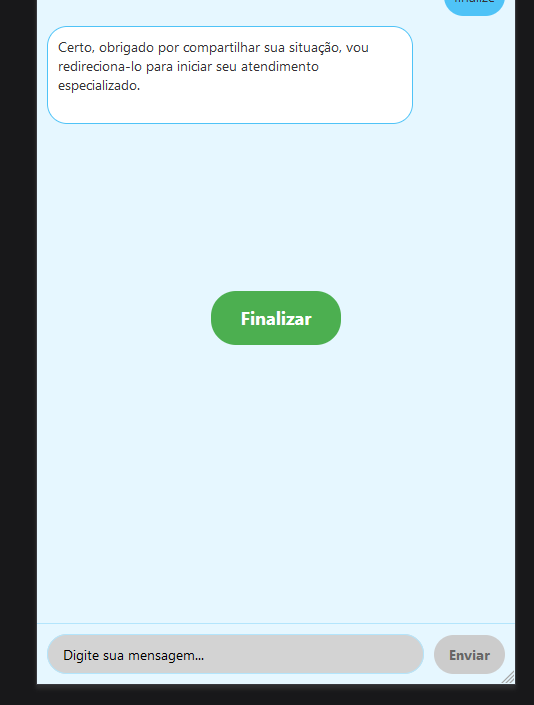 finalize
Certo, obrigado por compartilhar sua situação, vou
redireciona-lo para iniciar seu atendimento
especializado.
Finalizar
Digite sua mensagem...
Enviar